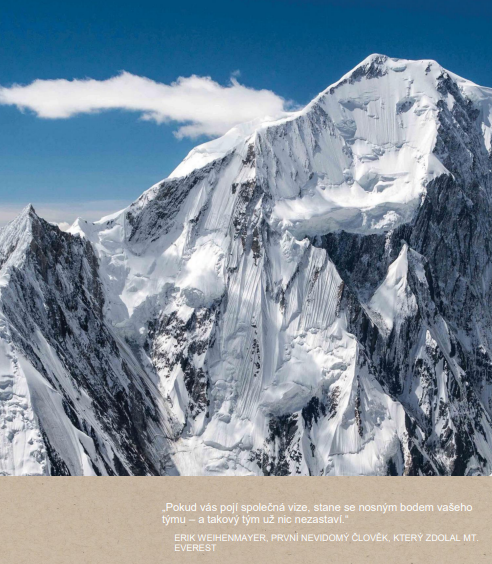 „Pokud vás pojí společná vize, stane se nosným bodem vašeho
týmu – a takový tým už nic nezastaví.“
ERIK WEIHENMAYER, PRVNÍ NEVIDOMÝ ČLOVĚK, KTERÝ ZDOLAL MT.
EVEREST